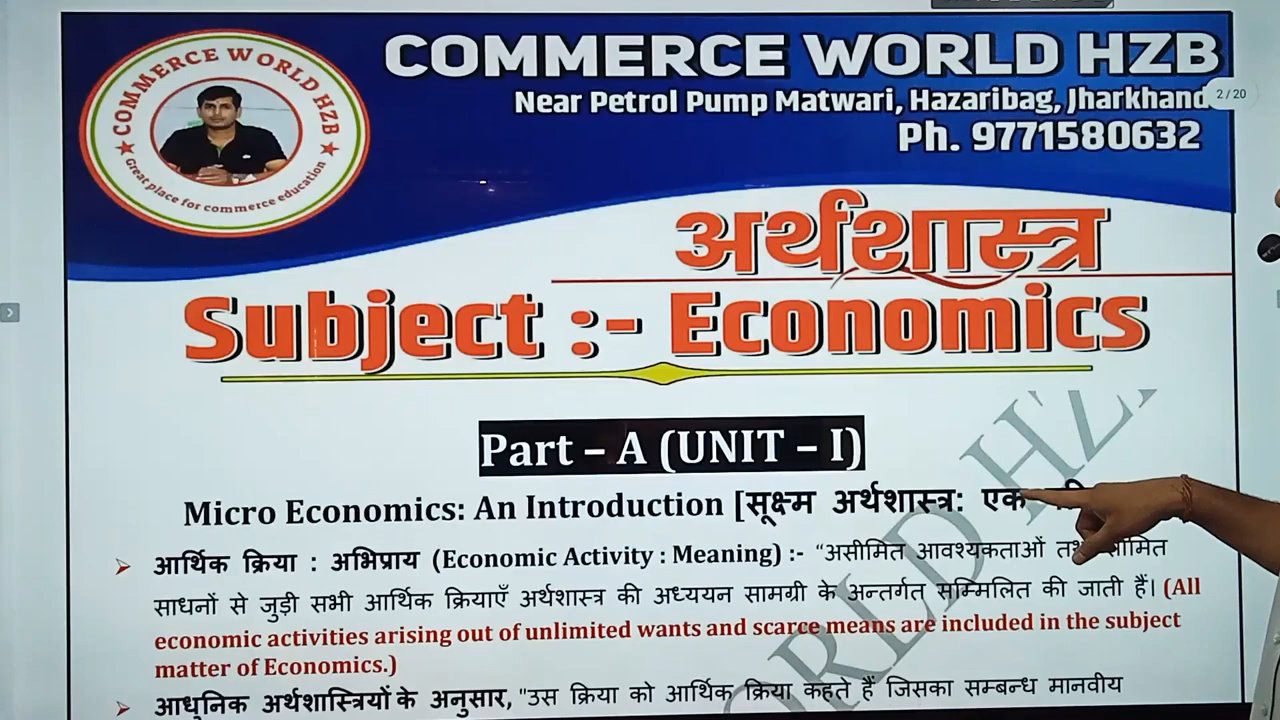 COMMERCE WORLD HZB
Great place for commerce education
COMMERCE WORLD HZB
Near Petrol Pump Matwari, Hazaribag, Jharkhand
2 / 20
Ph. 9771580632
अर्थशास्त्र
Subject :- Economics
Part – A (UNIT – I)
Micro Economics: An Introduction [सूक्ष्म अर्थशास्त्र: एक
➤ आर्थिक क्रिया : अभिप्राय (Economic Activity : Meaning) :- “असीमित आवश्यकताओं तथा सीमित
साधनों से जुड़ी सभी आर्थिक क्रियाएँ अर्थशास्त्र की अध्ययन सामग्री के अन्तर्गत सम्मिलित की जाती हैं। (All
economic activities arising out of unlimited wants and scarce means are included in the subject
matter of Economics.)
➤ आधुनिक अर्थशास्त्रियों के अनुसार, "उस क्रिया को आर्थिक क्रिया कहते हैं जिसका सम्बन्ध मानवीय